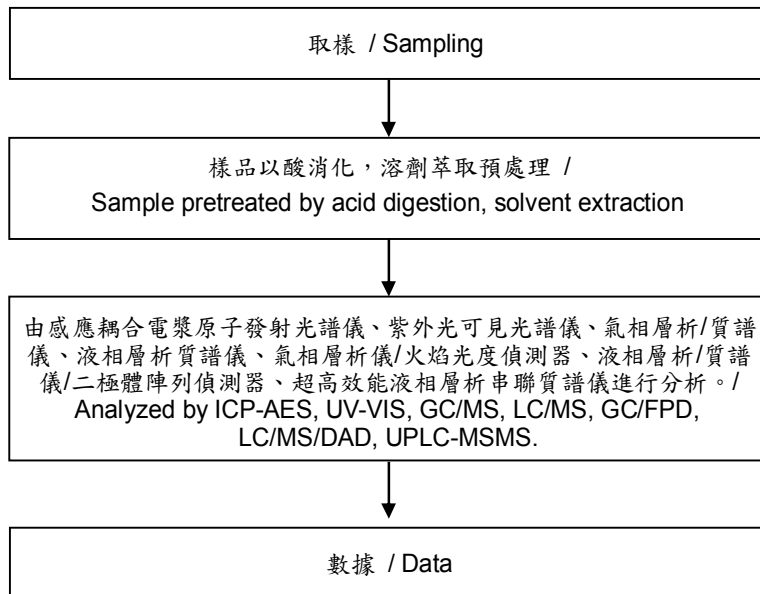 取樣 / Sampling
樣品以酸消化，溶劑萃取預處理 /
Sample pretreated by acid digestion, solvent extraction
由感應耦合電漿原子發射光譜儀、紫外光可見光譜儀、氣相層析/質譜
儀、液相層析質譜儀、氣相層析儀/火焰光度偵測器、液相層析/質譜
儀/二極體陣列偵測器、超高效能液相層析串聯質譜儀進行分析。/
Analyzed by ICP-AES, UV-VIS, GC/MS, LC/MS, GC/FPD,
LC/MS/DAD, UPLC-MSMS.
數據 / Data